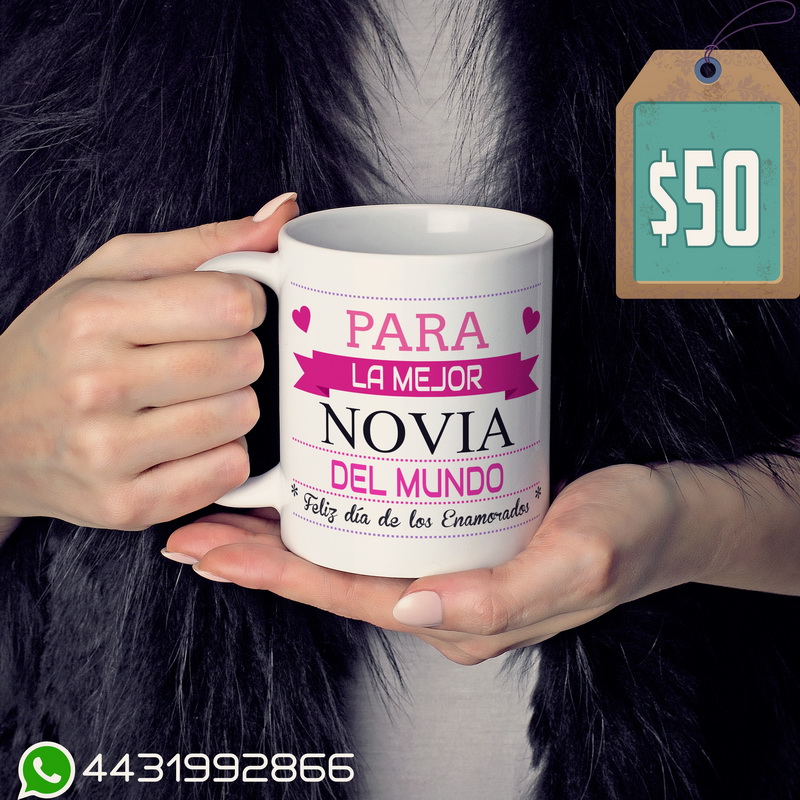 $50
PARA
LA MEJOR
NOVIA
DEL MUNDO
* Feliz día de los Enamorados *
4431992866